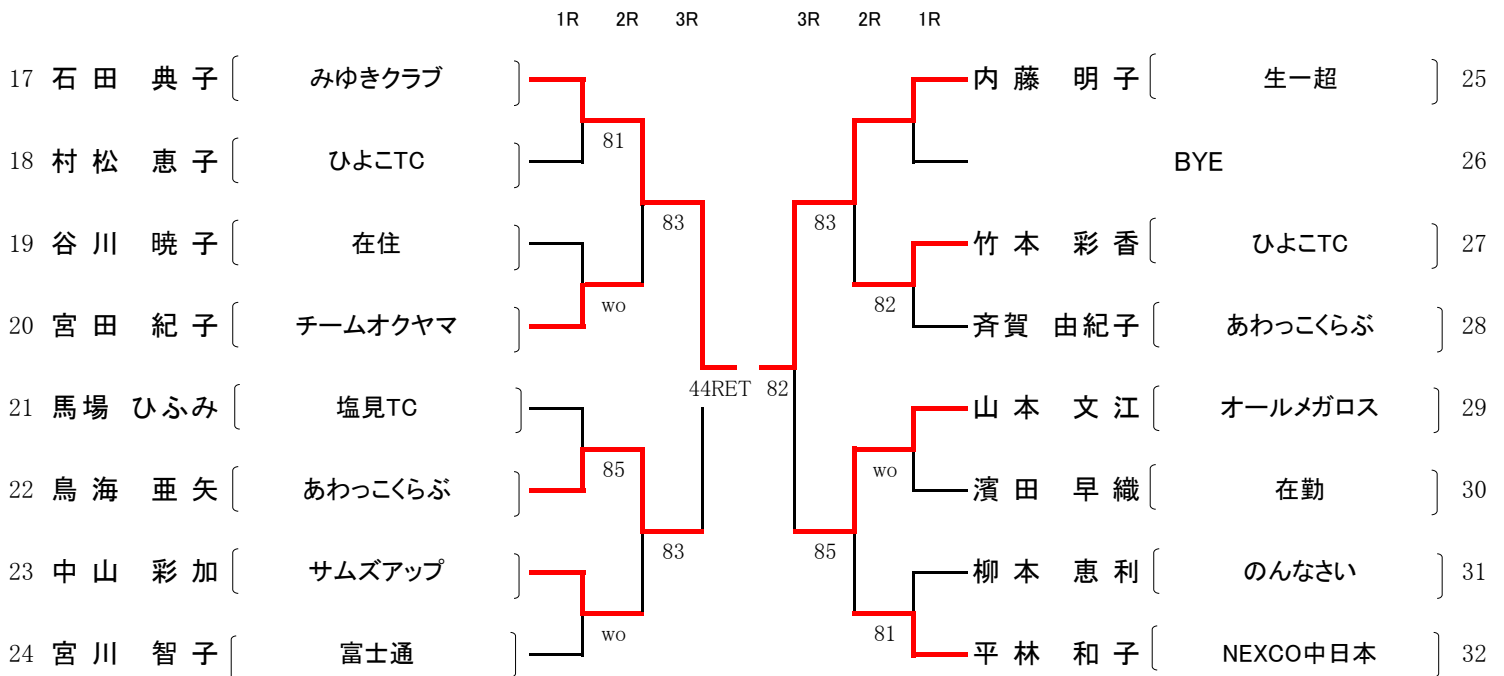 1R 2R 3R 3R 2R 1R
17 石田 典子 みゆきクラブ 内藤 明子 生一超 25
81
18 村松 恵子 ひよこTC BYE 26
83 83
19 谷川 暁子 在住 竹本 彩香 ひよこTC 27
wo 82
20 宮田 紀子 チームオクヤマ 斉賀 由紀子 あわっこくらぶ 28
44RET 82
21 馬場 ひふみ 塩見TC 山本 文江 オールメガロス 29
85 wo
22 鳥海 亜矢 あわっこくらぶ 濱田 早織 在勤 30
83 85
23 中山 彩加 サムズアップ 柳本 恵利 のんなさい 31
wo 81
24 宮川 智子 富士通 平林 和子 NEXCO中日本 32